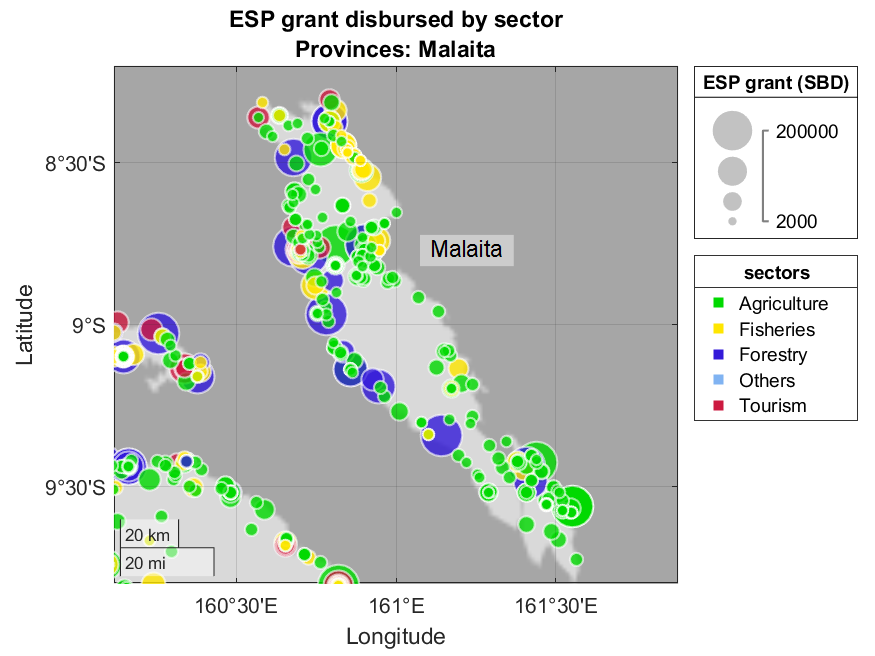 ESP grant disbursed by sector
Provinces: Malaita
ESP grant (SBD)
200000
2000
sectors
Agriculture
Fisheries
Forestry
Others
Tourism
Malaita
8°30'S
9°S
9°30'S
Latitude
20 km
20 mi
160°30'E
161°E
161°30'E
Longitude